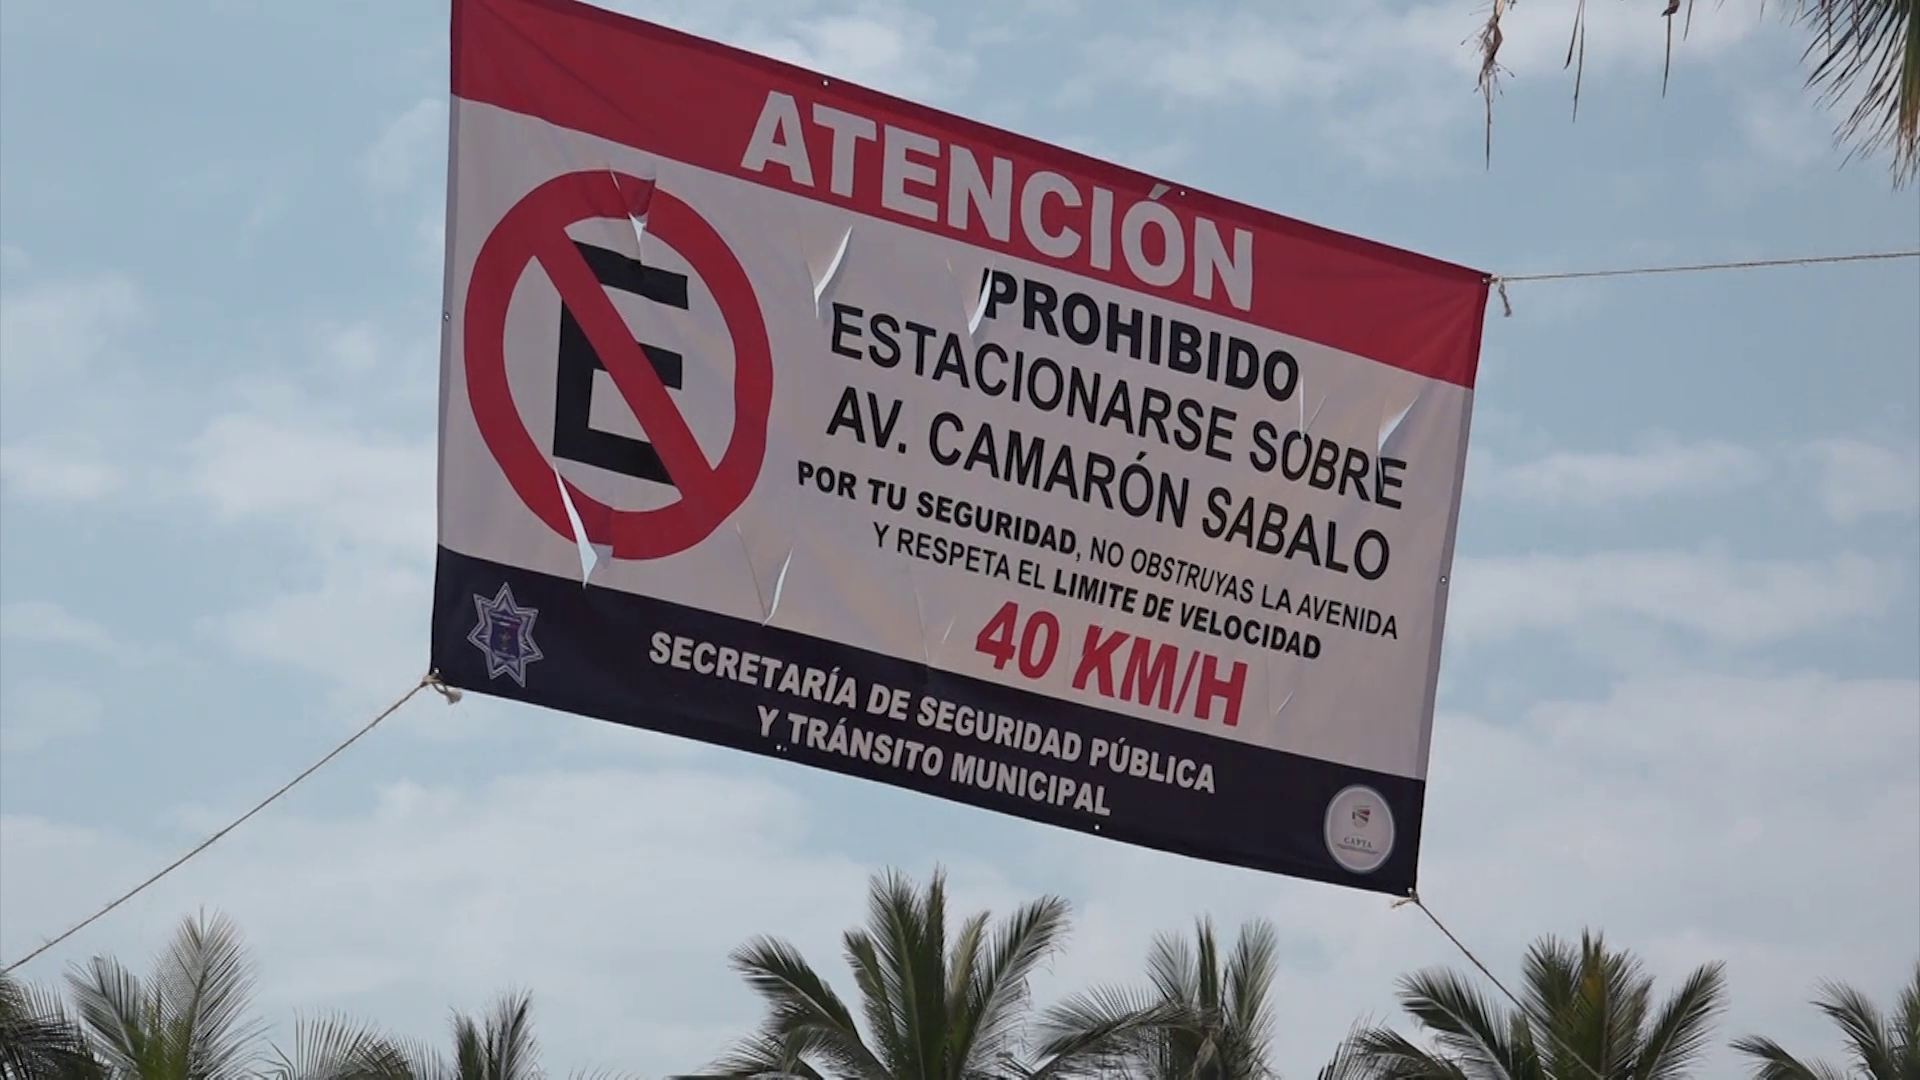 ATENCIÓN
E
PROHIBIDO
ESTACIONARSE SOBRE
AV. CAMARÓN SABALO
POR TU SEGURIDAD, NO OBSTRUYAS LA AVENIDA
Y RESPETA EL LIMITE DE VELOCIDAD
40 KM/H
SECRETARÍA DE SEGURIDAD PÚBLICA
Y TRÁNSITO MUNICIPAL
CAPTA